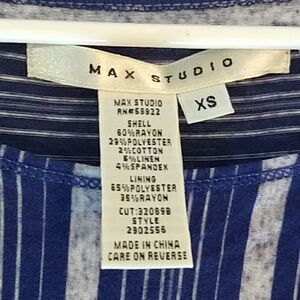 MAX STUDIO
XS
MAX STUDIO
RN#58922
SHELL
60%RAYON
29%POLYESTER
2%COTTON
5%LINEN
4%SPANDEX
LINING
65%POLYESTER
35%RAYON
CUT:32089B
STYLE
2902556
MADE IN CHINA
CARE ON REVERSE